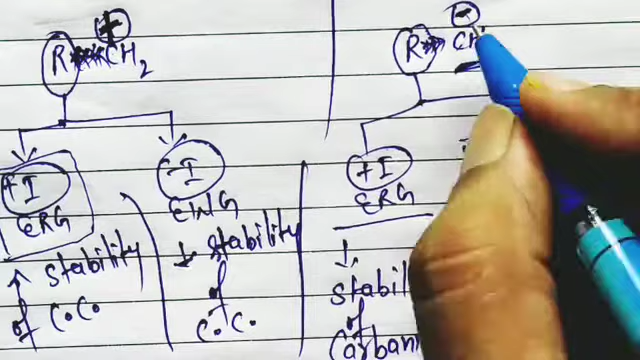 +
R CH2
+I
ERG
↑ stability
of C.C.
-I
EWG
↓ stability
of
C.C.
-
R CH
+I
ERG
↓
stabil
of
Carban